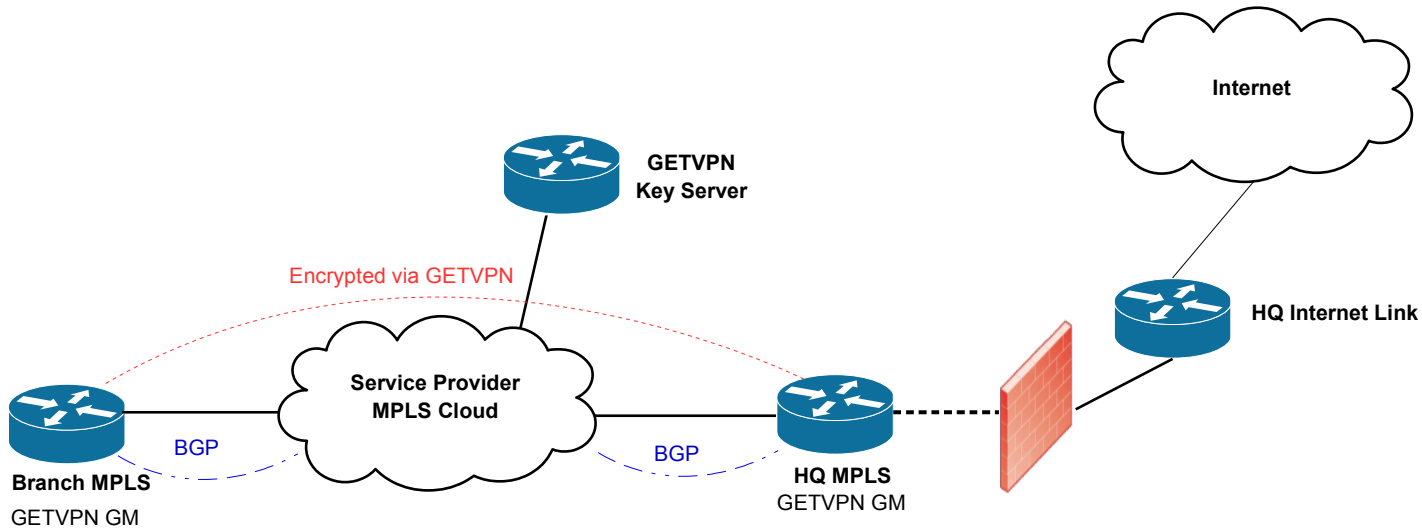 Internet
GETVPN
Key Server
Encrypted via GETVPN
HQ Internet Link
Service Provider
MPLS Cloud
BGP
BGP
Branch MPLS
GETVPN GM
HQ MPLS
GETVPN GM